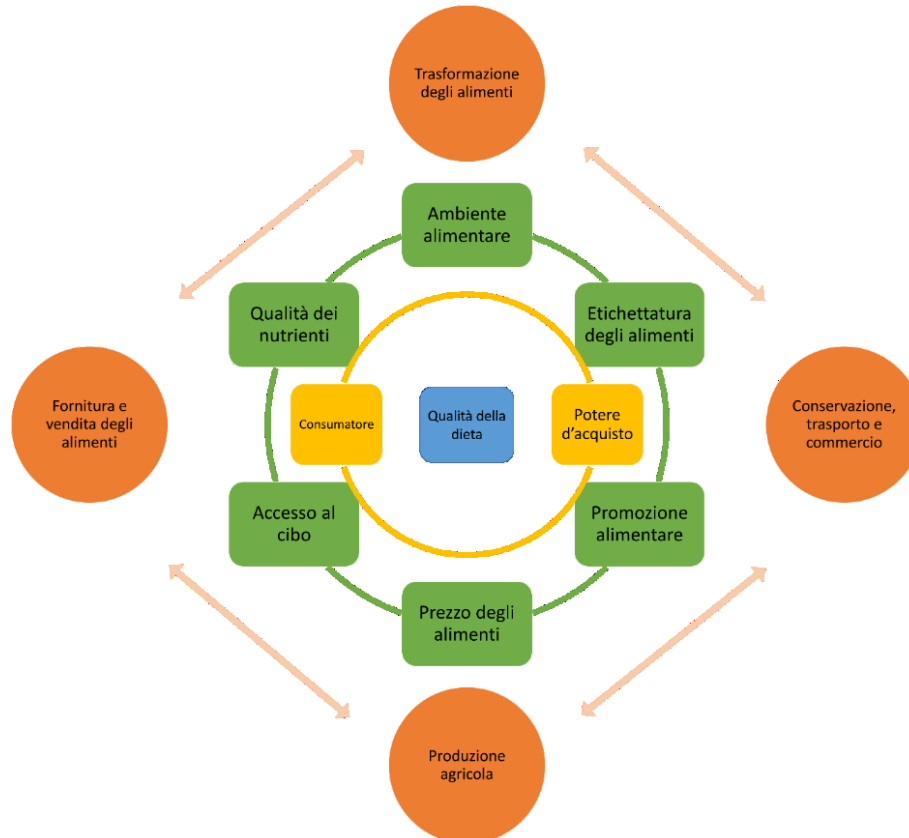 Trasformazione
degli alimenti
Ambiente
alimentare
Qualità dei
nutrienti
Etichettatura
degli alimenti
Fornitura e
vendita degli
alimenti
Consumatore
Qualità della
dieta
Potere
d’acquisto
Conservazione,
trasporto e
commercio
Accesso al
cibo
Promozione
alimentare
Prezzo degli
alimenti
Produzione
agricola